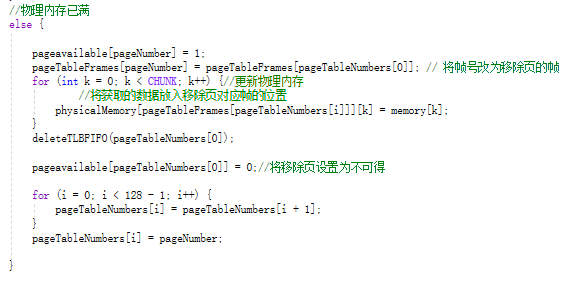 //物理内存已满
else {
pageavailable[pageNumber] = 1;
pageTableFrames[pageNumber] = pageTableFrames[pageTableNumbers[0]]; // 将帧号改为移除页的帧
for (int k = 0; k < CHUNK; k++) {//更新物理内存
//将获取的数据放入移除页对应帧的位置
physicalMemory[pageTableFrames[pageTableNumbers[i]]][k] = memory[k];
}
deleteTLBFIFO(pageTableNumbers[0]);
pageavailable[pageTableNumbers[0]] = 0;//将移除页设置为不可得
for (i = 0; i < 128 - 1; i++) {
pageTableNumbers[i] = pageTableNumbers[i + 1];
}
pageTableNumbers[i] = pageNumber;
}